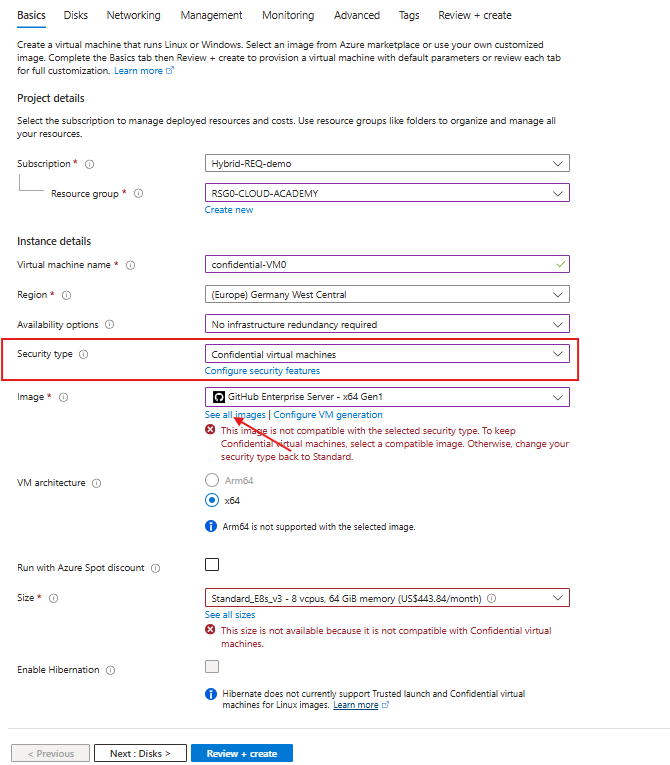 Basics Disks Networking Management Monitoring Advanced Tags Review + create
Create a virtual machine that runs Linux or Windows. Select an image from Azure marketplace or use your own customized
image. Complete the Basics tab then Review + create to provision a virtual machine with default parameters or review each tab
for full customization. Learn more
Project details
Select the subscription to manage deployed resources and costs. Use resource groups like folders to organize and manage all
your resources.
Subscription * Hybrid-REQ-demo
Resource group * RSG0-CLOUD-ACADEMY
Create new
Instance details
Virtual machine name * confidential-VM0
Region * (Europe) Germany West Central
Availability options No infrastructure redundancy required
Security type Confidential virtual machines
Configure security features
Image * GitHub Enterprise Server - x64 Gen1
See all images | Configure VM generation
This image is not compatible with the selected security type. To keep
Confidential virtual machines, select a compatible image. Otherwise, change your
security type back to Standard.
VM architecture Arm64
x64
Arm64 is not supported with the selected image.
Run with Azure Spot discount
Size * Standard_E8s_v3 - 8 vcpus, 64 GiB memory (US$443.84/month)
See all sizes
This size is not available because it is not compatible with Confidential virtual
machines.
Enable Hibernation
Hibernate does not currently support Trusted launch and Confidential virtual
machines for Linux images. Learn more
< Previous Next : Disks > Review + create